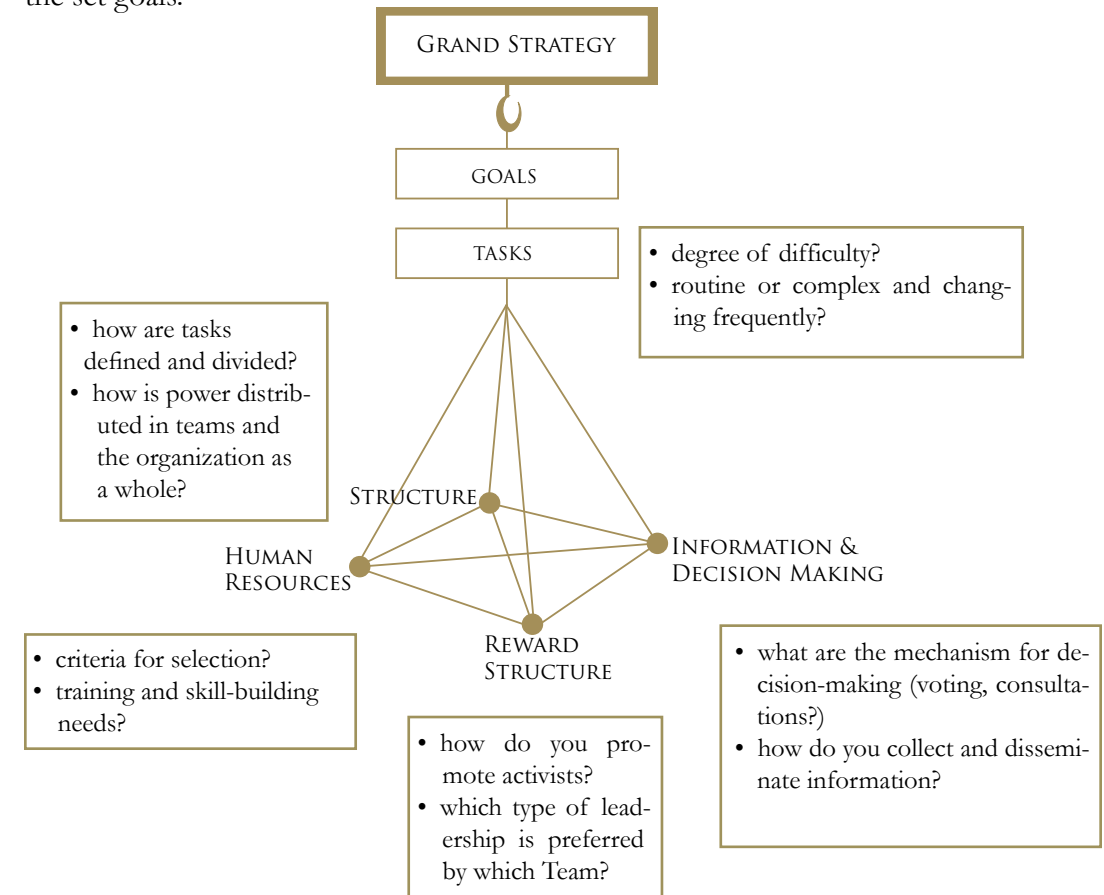 the set goals.
Grand Strategy
GOALS
TASKS
• degree of difficulty?
• routine or complex and chang-
ing frequently?
• how are tasks
defined and divided?
• how is power distrib-
uted in teams and
the organization as
a whole?
Structure
Human
Resources
Information &
Decision Making
Reward
Structure
• criteria for selection?
• training and skill-building
needs?
• how do you pro-
mote activists?
• which type of lead-
ership is preferred
by which Team?
• what are the mechanism for de-
cision-making (voting, consulta-
tions?)
• how do you collect and dissemi-
nate information?